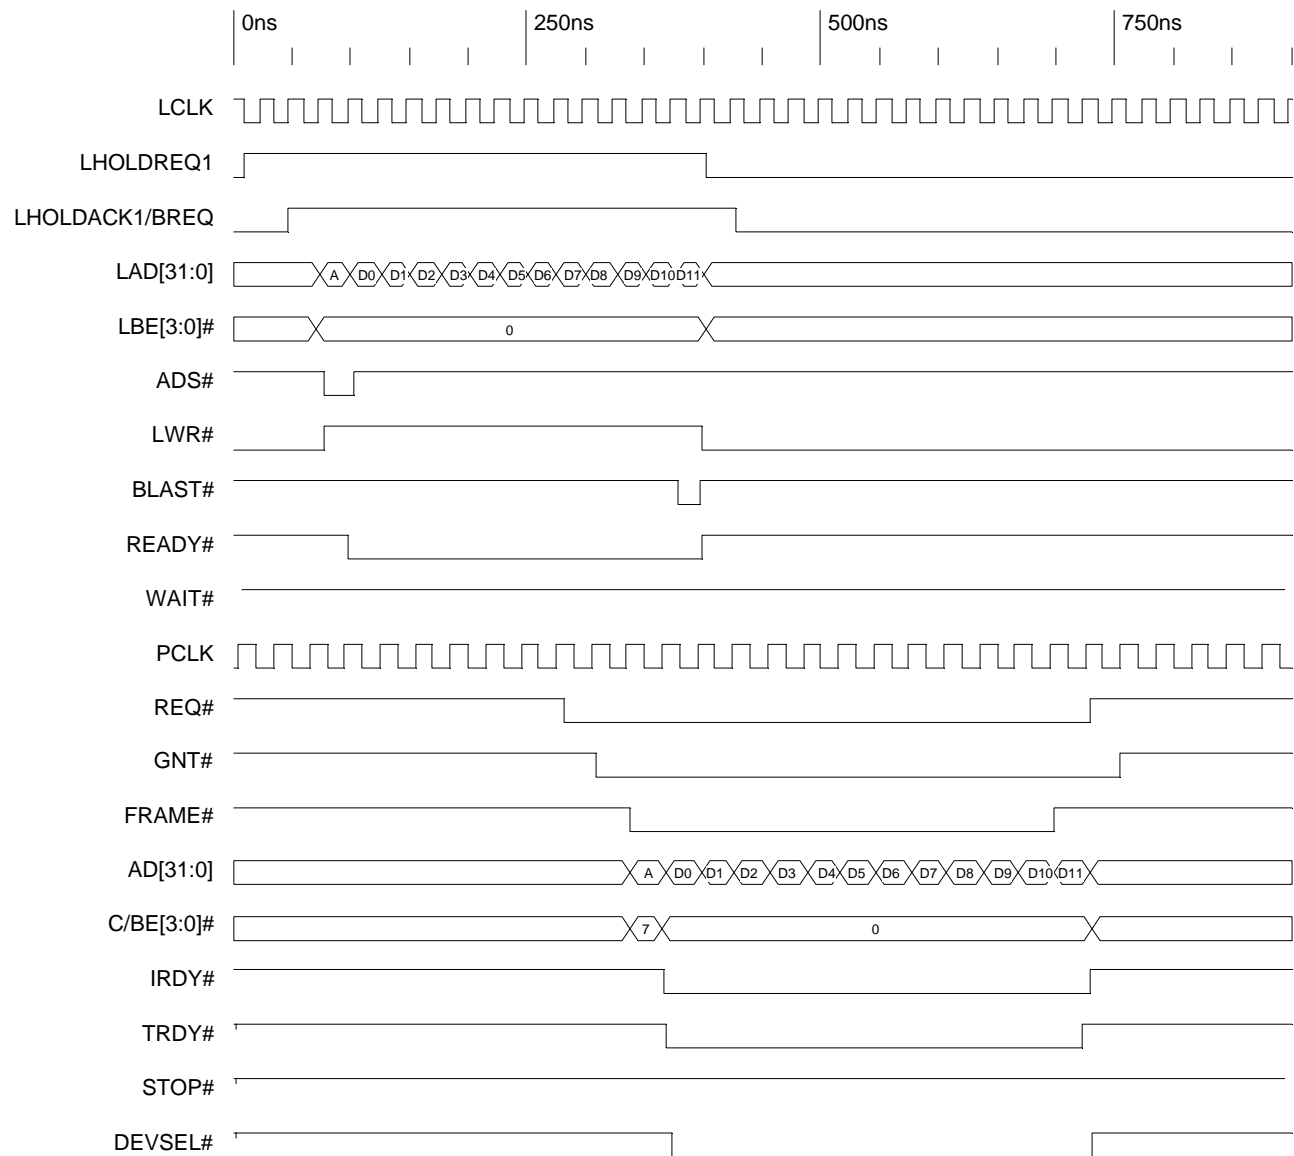 0ns 250ns 500ns 750ns
LCLK
LHOLDREQ1
LHOLDACK1/BREQ
LAD[31:0] A D0 D1 D2 D3 D4 D5 D6 D7 D8 D9 D10 D11
LBE[3:0]# 0
ADS#
LWR#
BLAST#
READY#
WAIT#
PCLK
REQ#
GNT#
FRAME#
AD[31:0] A D0 D1 D2 D3 D4 D5 D6 D7 D8 D9 D10 D11
C/BE[3:0]# 7 0
IRDY#
TRDY#
STOP#
DEVSEL#